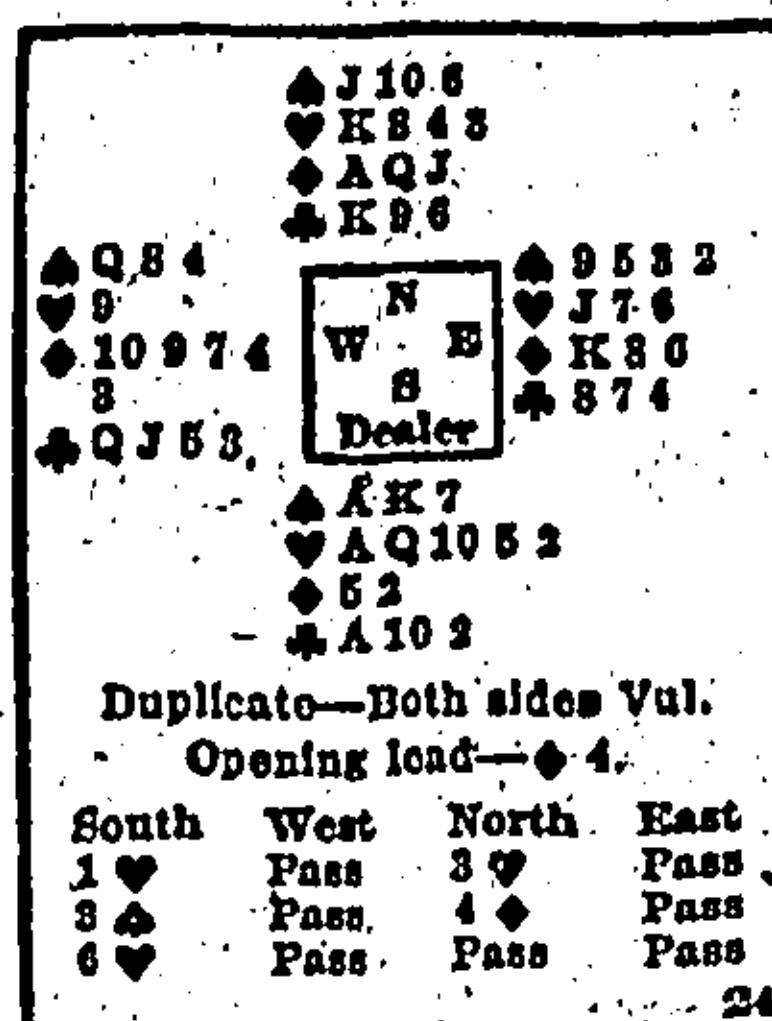 ♠ J 10 6
♥ K 8 4 3
♦ A Q J
♣ K 9 6
♠ Q 8 4
♥ 9
♦ 10 9 7 4
3
♣ Q J 5 3
N
W E
S
Dealer
♠ 9 5 3 2
♥ J 7 6
♦ K 8 6
♣ 8 7 4
♠ A K 7
♥ A Q 10 5 2
♦ 5 2
♣ A 10 2
Duplicate—Both sides Vul.
Opening lead—♦ 4.
South West North East
1 ♥ Pass 3 ♥ Pass
3 ♠ Pass 4 ♦ Pass
6 ♥ Pass Pass Pass
24